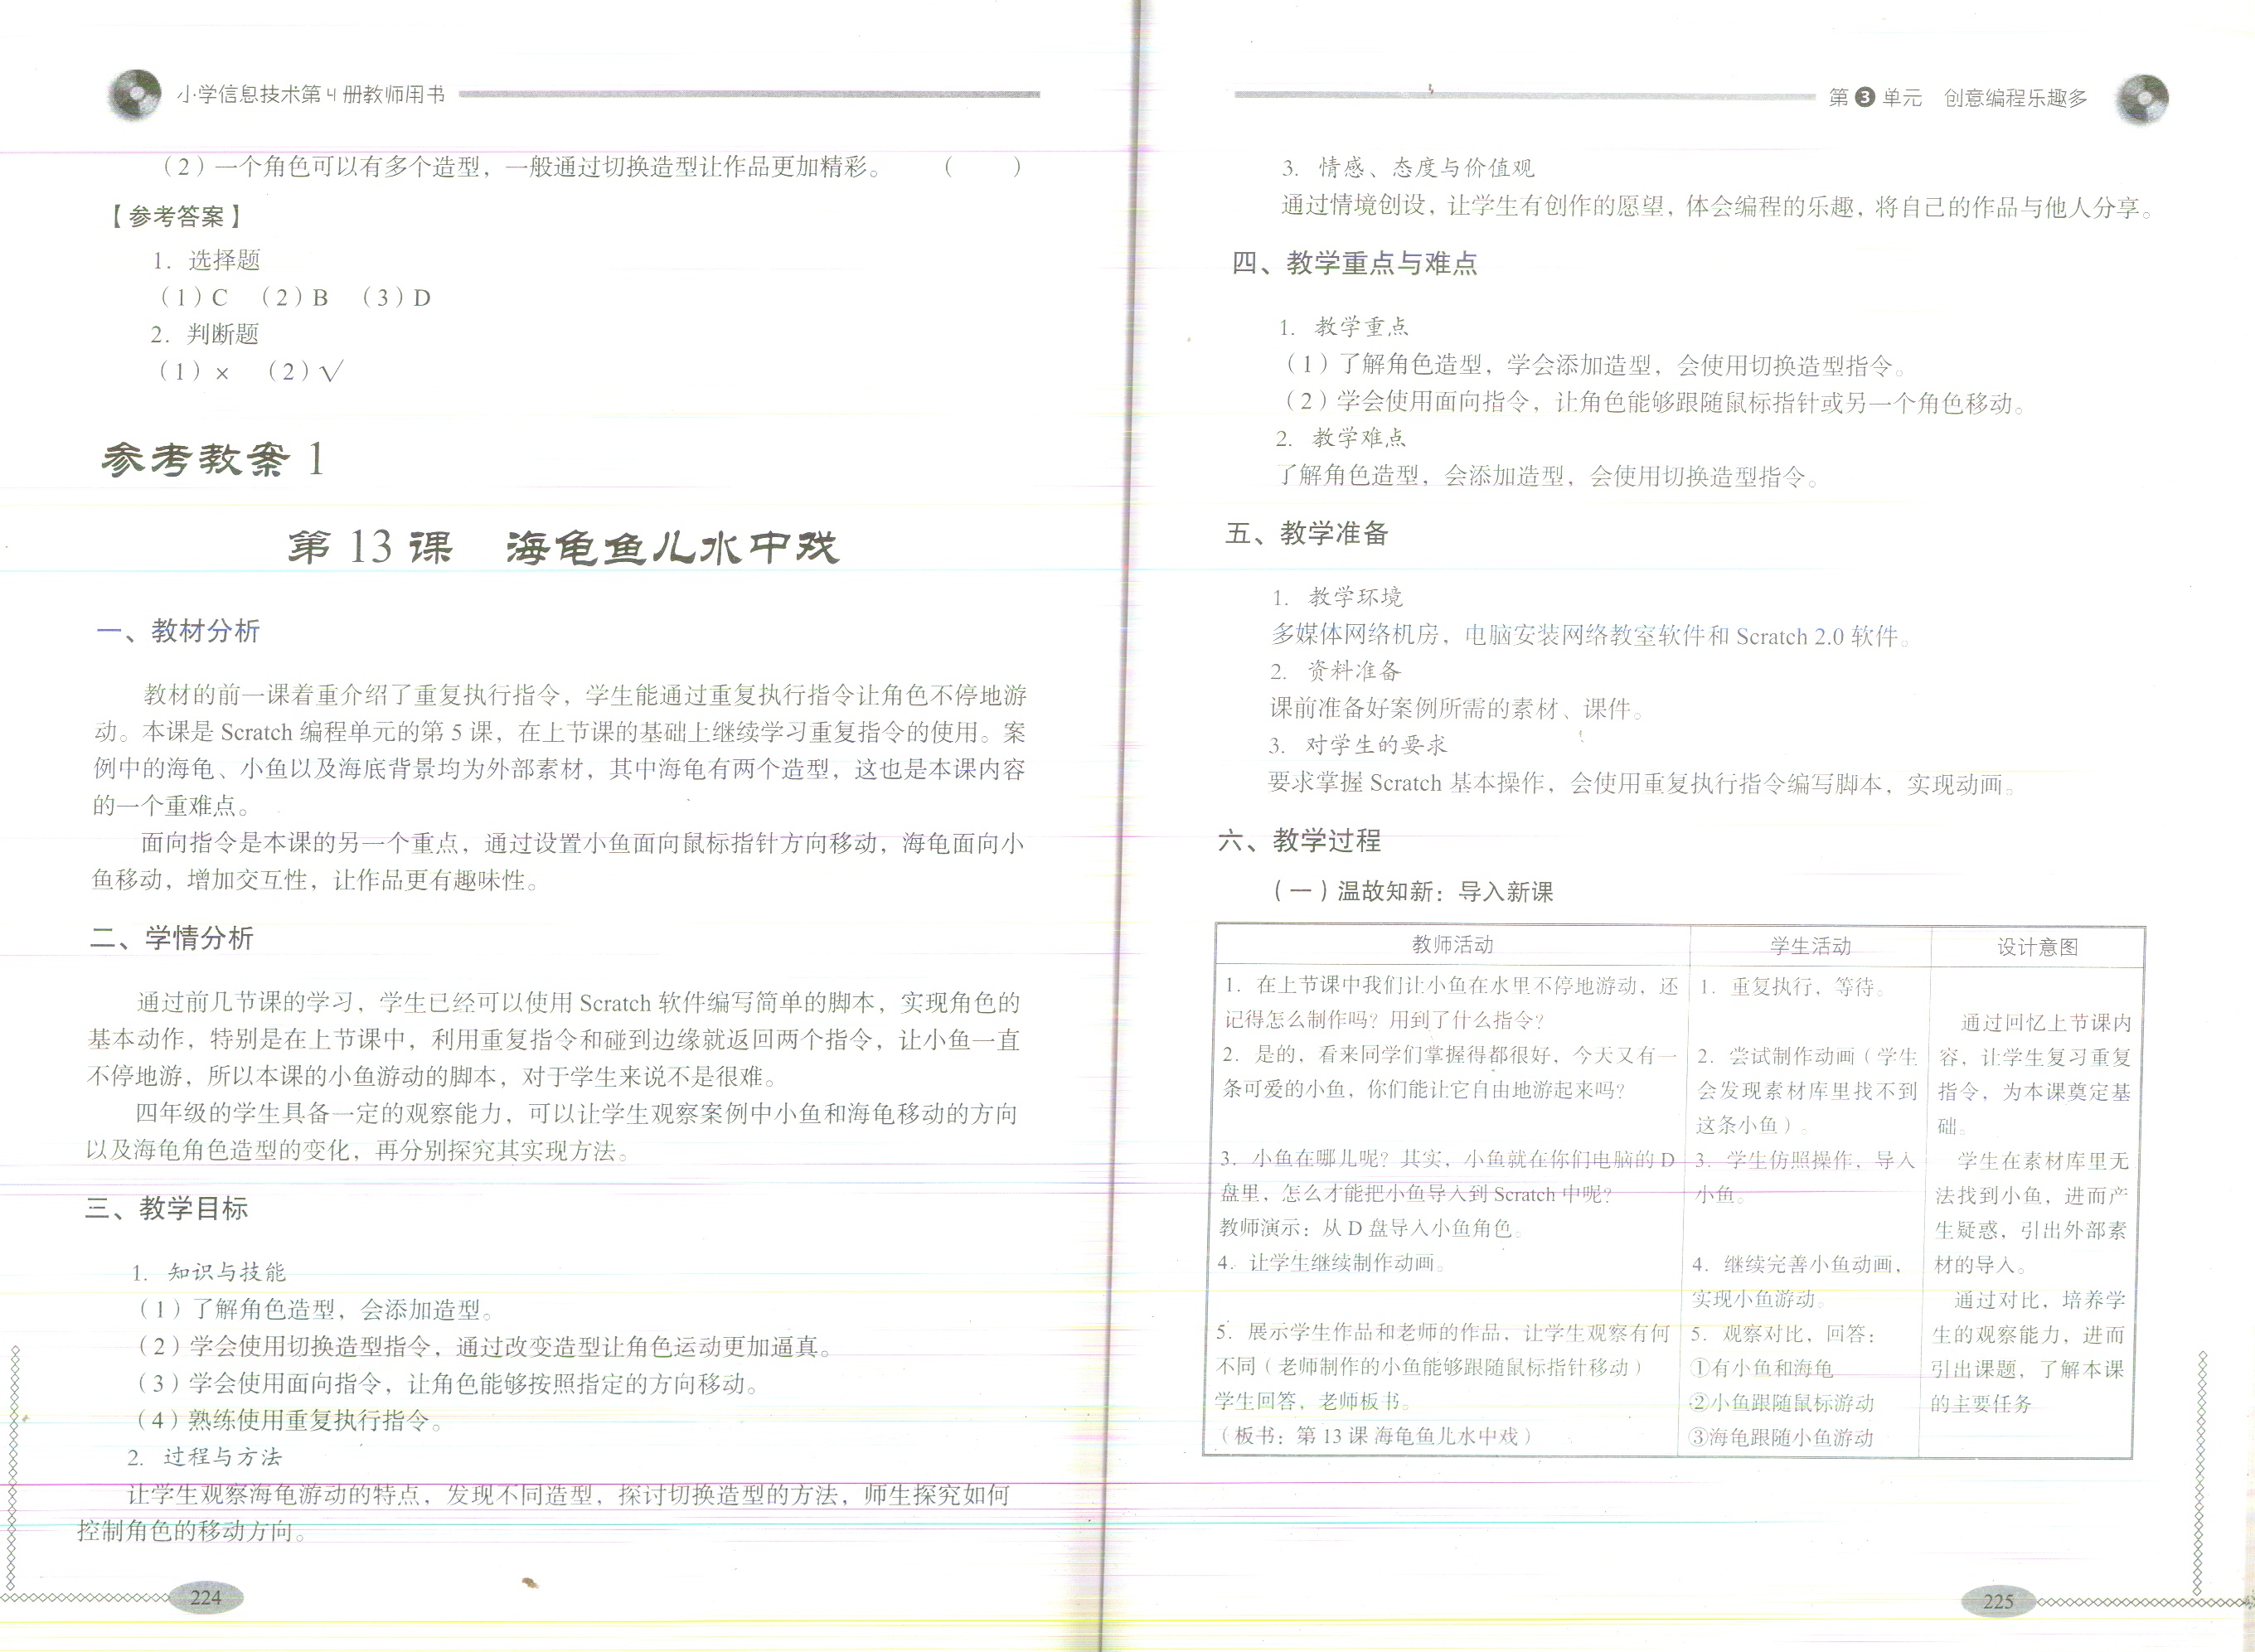 小学信息技术第4册教师用书
(2)一个角色可以有多个造型，一般通过切换造型让作品更加精彩。 ( )
【参考答案】
1. 选择题
(1)C (2)B (3)D
2. 判断题
(1)× (2)√
参考教案1
第13课 海龟鱼儿水中戏
一、教材分析
教材的前一课着重介绍了重复执行指令，学生能通过重复执行指令让角色不停地游
动。本课是 Scratch 编程单元的第5课，在上节课的基础上继续学习重复指令的使用。案
例中的海龟、小鱼以及海底背景均为外部素材，其中海龟有两个造型，这也是本课内容
的一个重难点。
面向指令是本课的另一个重点，通过设置小鱼面向鼠标指针方向移动，海龟面向小
鱼移动，增加交互性，让作品更有趣味性。
二、学情分析
通过前几节课的学习，学生已经可以使用 Scratch 软件编写简单的脚本，实现角色的
基本动作，特别是在上节课中，利用重复指令和碰到边缘就返回两个指令，让小鱼一直
不停地游，所以本课的小鱼游动的脚本，对于学生来说不是很难。
四年级的学生具备一定的观察能力，可以让学生观察案例中小鱼和海龟移动的方向
以及海龟角色造型的变化，再分别探究其实现方法。
三、教学目标
1. 知识与技能
(1)了解角色造型，会添加造型。
(2)学会使用切换造型指令，通过改变造型让角色运动更加逼真。
(3)学会使用面向指令，让角色能够按照指定的方向移动。
(4)熟练使用重复执行指令。
2. 过程与方法
让学生观察海龟游动的特点，发现不同造型，探讨切换造型的方法，师生探究如何
控制角色的移动方向。
224
第3单元 创意编程乐趣多
3. 情感、态度与价值观
通过情境创设，让学生有创作的愿望，体会编程的乐趣，将自己的作品与他人分享。
四、教学重点与难点
1. 教学重点
(1)了解角色造型，学会添加造型，会使用切换造型指令。
(2)学会使用面向指令，让角色能够跟随鼠标指针或另一个角色移动。
2. 教学难点
了解角色造型，会添加造型，会使用切换造型指令。
五、教学准备
1. 教学环境
多媒体网络机房，电脑安装网络教室软件和 Scratch 2.0 软件。
2. 资料准备
课前准备好案例所需的素材、课件。
3. 对学生的要求
要求掌握 Scratch 基本操作，会使用重复执行指令编写脚本，实现动画。
六、教学过程
(一)温故知新：导入新课
教师活动
1. 在上节课中我们让小鱼在水里不停地游动，还
记得怎么制作吗？用到了什么指令？
2. 是的，看来同学们掌握得都很好，今天又有一
条可爱的小鱼，你们能让它自由地游起来吗？
3. 小鱼在哪儿呢？其实，小鱼就在你们电脑的D
盘里，怎么才能把小鱼导入到 Scratch 中呢？
教师演示：从D盘导入小鱼角色。
4. 让学生继续制作动画。
5. 展示学生作品和老师的作品，让学生观察有何
不同(老师制作的小鱼能够跟随鼠标指针移动)
学生回答，老师板书。
(板书：第13课 海龟鱼儿水中戏)
学生活动
1. 重复执行，等待。
2. 尝试制作动画(学生
会发现素材库里找不到
这条小鱼)。
3. 学生仿照操作，导入
小鱼。
4. 继续完善小鱼动画，
实现小鱼游动。
5. 观察对比，回答：
①有小鱼和海龟
②小鱼跟随鼠标游动
③海龟跟随小鱼游动
设计意图
通过回忆上节课内
容，让学生复习重复
指令，为本课奠定基
础。
学生在素材库里无
法找到小鱼，进而产
生疑惑，引出外部素
材的导入。
通过对比，培养学
生的观察能力，进而
引出课题，了解本课
的主要任务
225